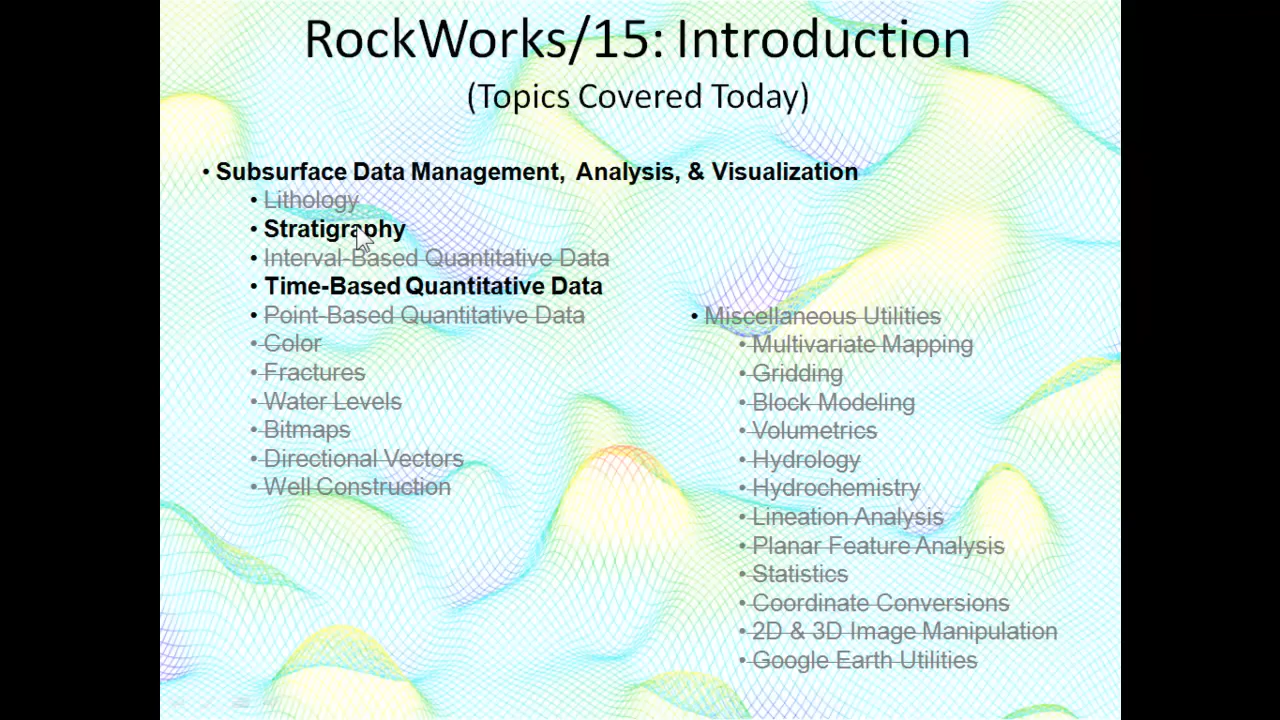 RockWorks/15: Introduction
(Topics Covered Today)
• Subsurface Data Management, Analysis, & Visualization
• Lithology
• Stratigraphy
• Interval-Based Quantitative Data
• Time-Based Quantitative Data
• Point-Based Quantitative Data
• Color
• Fractures
• Water Levels
• Bitmaps
• Directional Vectors
• Well Construction
• Miscellaneous Utilities
• Multivariate Mapping
• Gridding
• Block Modeling
• Volumetrics
• Hydrology
• Hydrochemistry
• Lineation Analysis
• Planar Feature Analysis
• Statistics
• Coordinate Conversions
• 2D & 3D Image Manipulation
• Google Earth Utilities